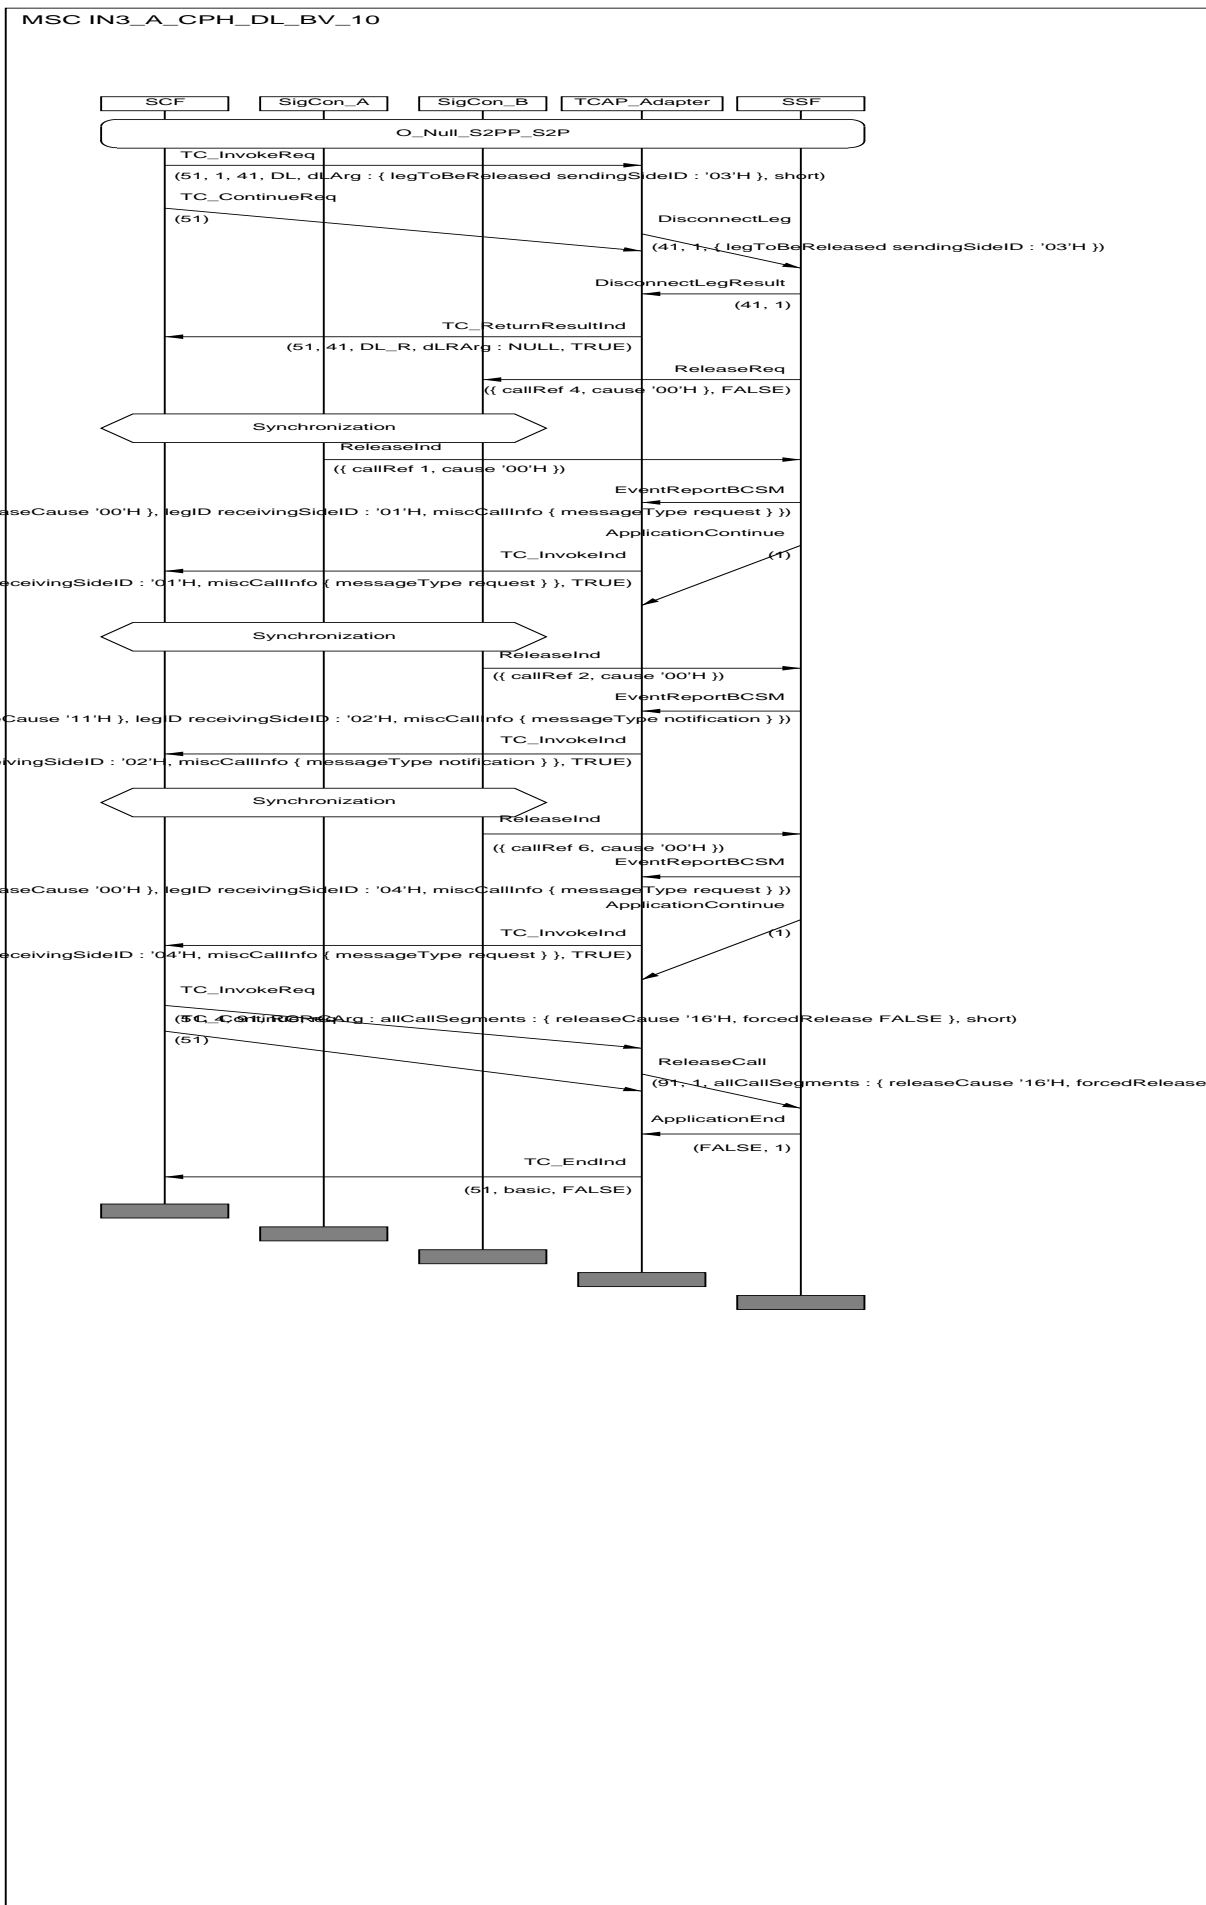 MSC IN3_A_CPH_DL_BV_10
SCF SigCon_A SigCon_B TCAP_Adapter SSF
O_Null_S2PP_S2P
TC_InvokeReq
(51, 1, 41, DL, dLArg : { legToBeReleased sendingSideID : '03'H }, short)
TC_ContinueReq
(51)
DisconnectLeg
(41, 1, { legToBeReleased sendingSideID : '03'H })
DisconnectLegResult
(41, 1)
TC_ReturnResultInd
(51, 41, DL_R, dLRArg : NULL, TRUE)
ReleaseReq
({ callRef 4, cause '00'H }, FALSE)
Synchronization
ReleaseInd
({ callRef 1, cause '00'H })
EventReportBCSM
aseCause '00'H }, legID receivingSideID : '01'H, miscCallInfo { messageType request } })
ApplicationContinue
(1)
TC_InvokeInd
eceivingSideID : '01'H, miscCallInfo { messageType request } }, TRUE)
Synchronization
ReleaseInd
({ callRef 2, cause '00'H })
EventReportBCSM
Cause '11'H }, legID receivingSideID : '02'H, miscCallInfo { messageType notification } })
TC_InvokeInd
ivingSideID : '02'H, miscCallInfo { messageType notification } }, TRUE)
Synchronization
ReleaseInd
({ callRef 6, cause '00'H })
EventReportBCSM
aseCause '00'H }, legID receivingSideID : '04'H, miscCallInfo { messageType request } })
ApplicationContinue
(1)
TC_InvokeInd
eceivingSideID : '04'H, miscCallInfo { messageType request } }, TRUE)
TC_InvokeReq
(51, 4, 91, RC, rCArg : allCallSegments : { releaseCause '16'H, forcedRelease FALSE }, short)
TC_ContinueReq
(51)
ReleaseCall
(91, 1, allCallSegments : { releaseCause '16'H, forcedRelease
ApplicationEnd
(FALSE, 1)
TC_EndInd
(51, basic, FALSE)